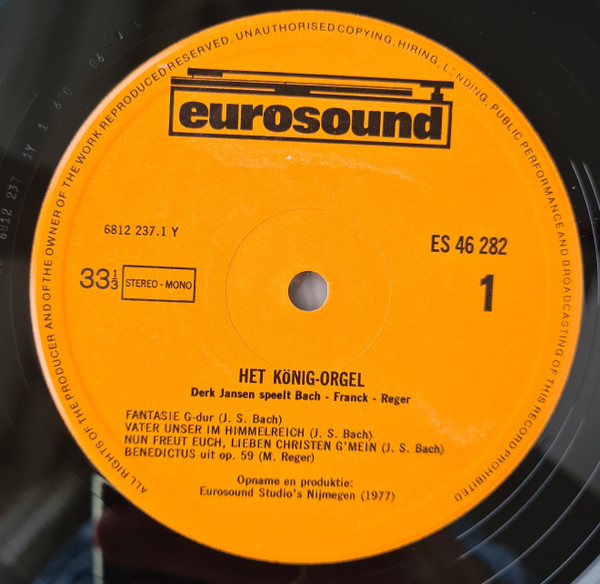 ALL RIGHTS OF THE PRODUCER AND OF THE OWNER OF THE WORK REPRODUCED RESERVED. UNAUTHORISED COPYING, HIRING, LENDING, PUBLIC PERFORMANCE AND BROADCASTING OF THIS RECORD PROHIBITED
eurosound
6812 237.1 Y
ES 46 282
33 1/3 STEREO - MONO
1
HET KöNIG-ORGEL
Derk Jansen speelt Bach - Franck - Reger
FANTASIE G-dur (J. S. Bach)
VATER UNSER IM HIMMELREICH (J. S. Bach)
NUN FREUT EUCH, LIEBEN CHRISTEN G'MEIN (J. S. Bach)
BENEDICTUS uit op. 59 (M. Reger)
Opname en produktie:
Eurosound Studio's Nijmegen (1977)